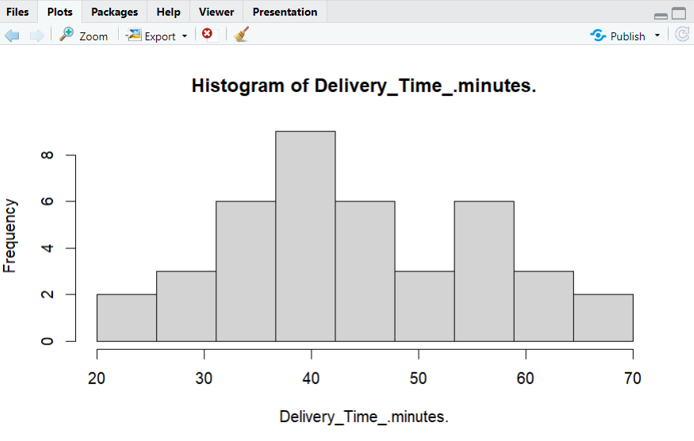 Files Plots Packages Help Viewer Presentation
Zoom Export Publish
Histogram of Delivery_Time_.minutes.
Frequency
8
6
4
2
0
20 30 40 50 60 70
Delivery_Time_.minutes.